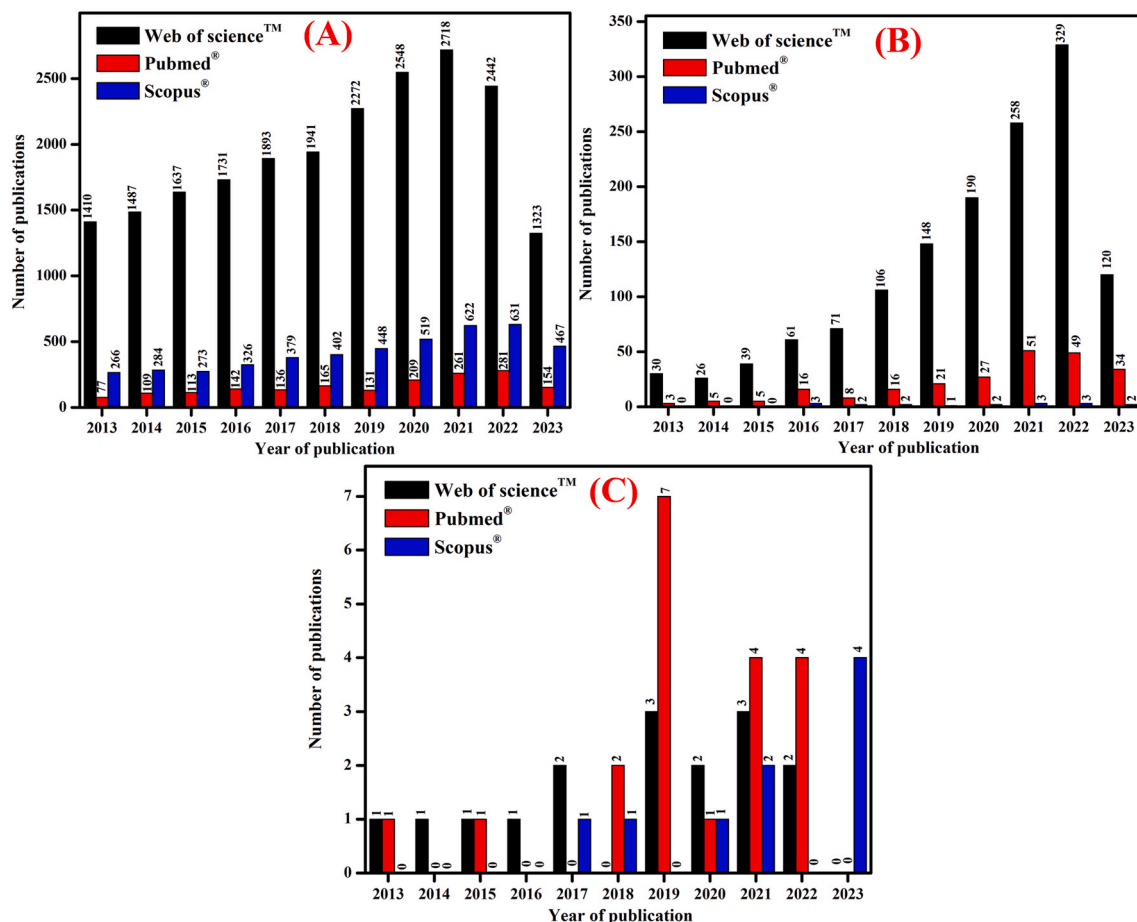 (A)
Web of science™
Pubmed®
Scopus®
Number of publications
2500
2000
1500
1000
500
0
1410 77 266
1487 109 284
1637 113 273
1731 142 326
1893 136 379
1941 165 402
2272 131 448
2548 209 519
2718 261 622
2442 281 631
1323 154 467
2013 2014 2015 2016 2017 2018 2019 2020 2021 2022 2023
Year of publication
(B)
Web of science™
Pubmed®
Scopus®
Number of publications
350
300
250
200
150
100
50
0
30 3 0
26 5 0
39 5 0
61 16 3
71 8 2
106 16 2
148 21 1
190 27 2
258 51 3
329 49 3
120 34 2
2013 2014 2015 2016 2017 2018 2019 2020 2021 2022 2023
Year of publication
(C)
Web of science™
Pubmed®
Scopus®
Number of publications
7
6
5
4
3
2
1
0
1 1 0
1 0 0
1 1 0
1 0 0
2 0 1
0 2 1
3 7 0
2 1 1
3 4 2
2 4 0
0 0 4
2013 2014 2015 2016 2017 2018 2019 2020 2021 2022 2023
Year of publication